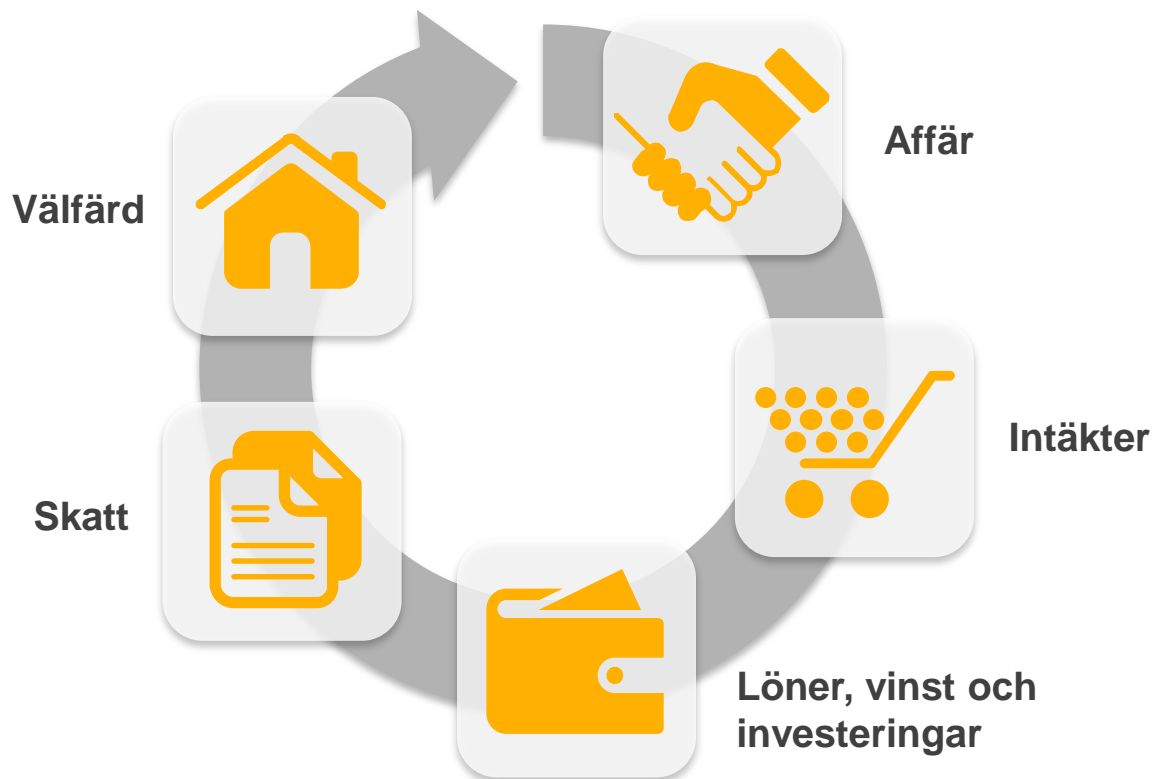 Affär
Välfärd
Intäkter
Skatt
Löner, vinst och
investeringar